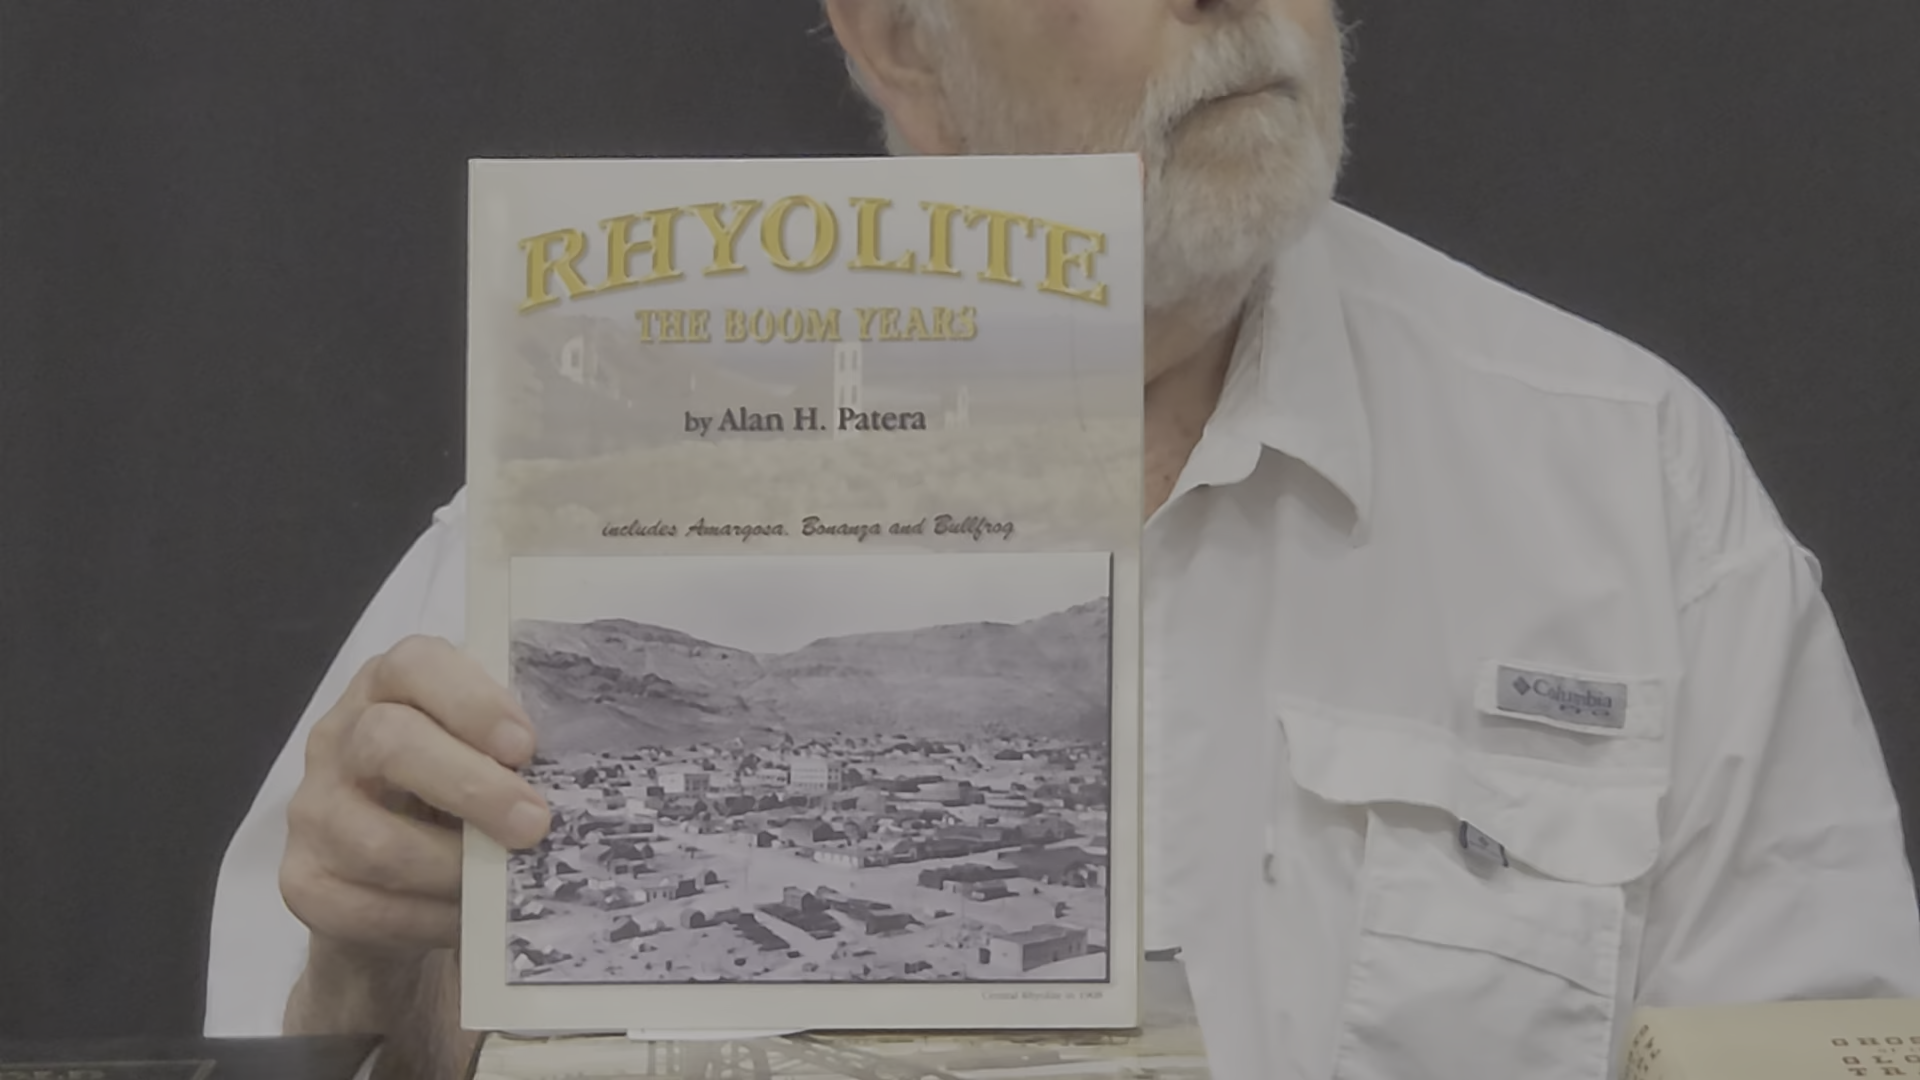 RHYOLITE
THE BOOM YEARS
by Alan H. Patera
includes Amargosa, Bonanza and Bullfrog
Columbia